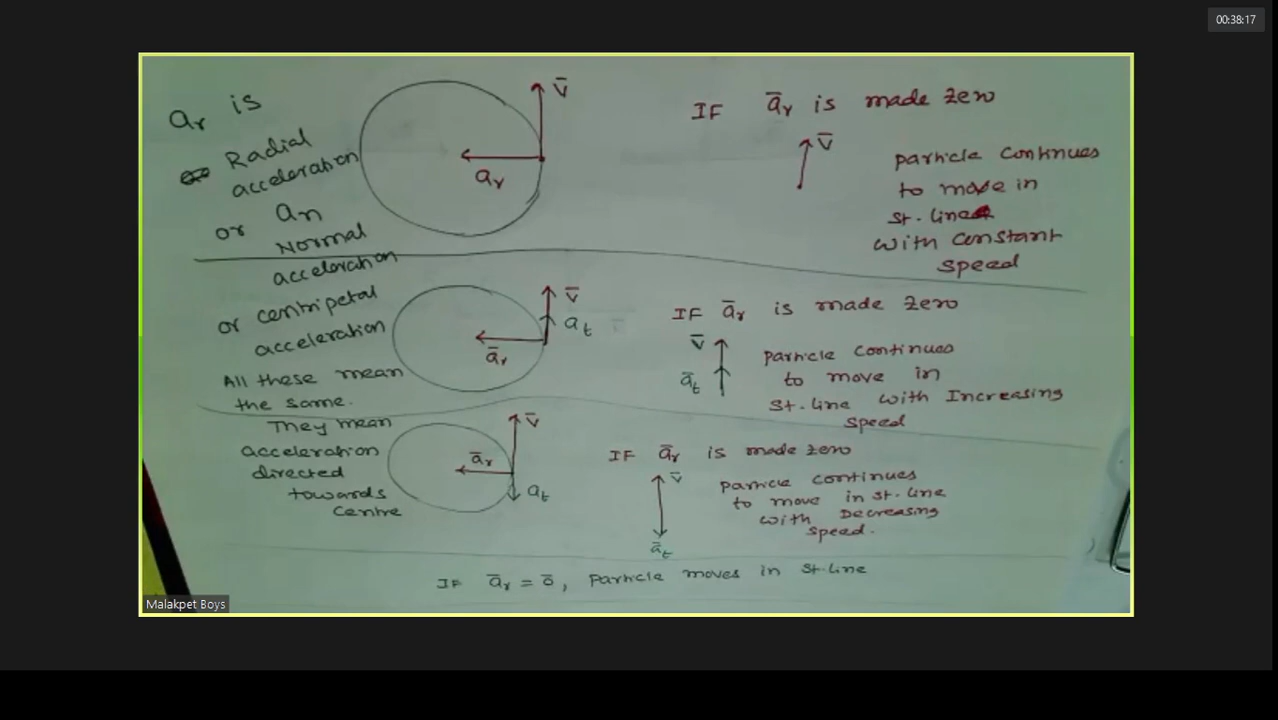 00:38:17
ar is
Radial
acceleration
or an
Normal
acceleration
or centripetal
acceleration
All these mean
the same.
They mean
acceleration
directed
towards
centre
v̄
ar
IF ār is made zero
v̄
particle continues
to move in
st. line
with constant
speed
v̄
at
ār
IF ār is made zero
v̄
āt
particle continues
to move in
st. line with Increasing
speed
v̄
ār
at
IF ār is made zero
v̄
āt
particle continues
to move in st. line
with Decreasing
speed.
IF ār = ō, particle moves in st. line
Malakpet Boys